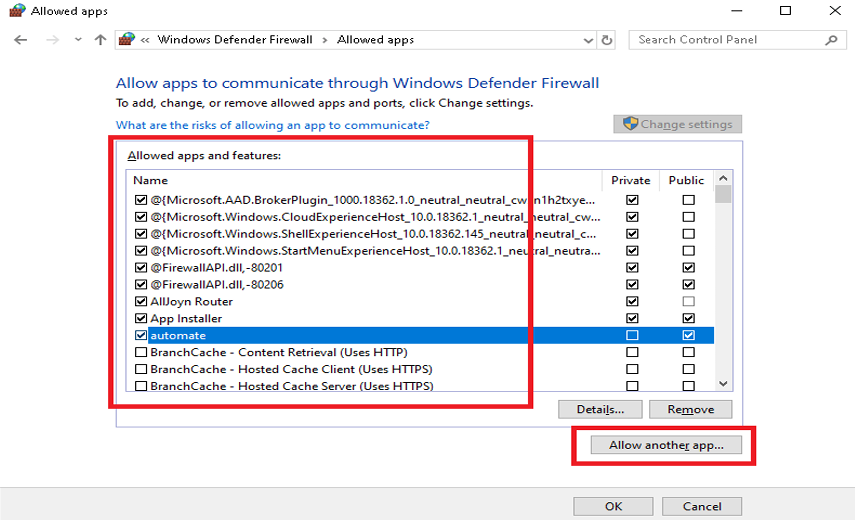 Allowed apps
« Windows Defender Firewall › Allowed apps
Search Control Panel
Allow apps to communicate through Windows Defender Firewall
To add, change, or remove allowed apps and ports, click Change settings.
What are the risks of allowing an app to communicate?
Change settings
Allowed apps and features:
Name Private Public
@{Microsoft.AAD.BrokerPlugin_1000.18362.1.0_neutral_neutral_cw n1h2txye...
@{Microsoft.Windows.CloudExperienceHost_10.0.18362.1_neutral_neutral_cw...
@{Microsoft.Windows.ShellExperienceHost_10.0.18362.145_neutral_neutral_c...
@{Microsoft.Windows.StartMenuExperienceHost_10.0.18362.1_neutral_neutra...
@FirewallAPI.dll,-80201
@FirewallAPI.dll,-80206
AllJoyn Router
App Installer
automate
BranchCache - Content Retrieval (Uses HTTP)
BranchCache - Hosted Cache Client (Uses HTTPS)
BranchCache - Hosted Cache Server (Uses HTTPS)
Details... Remove
Allow another app...
OK Cancel